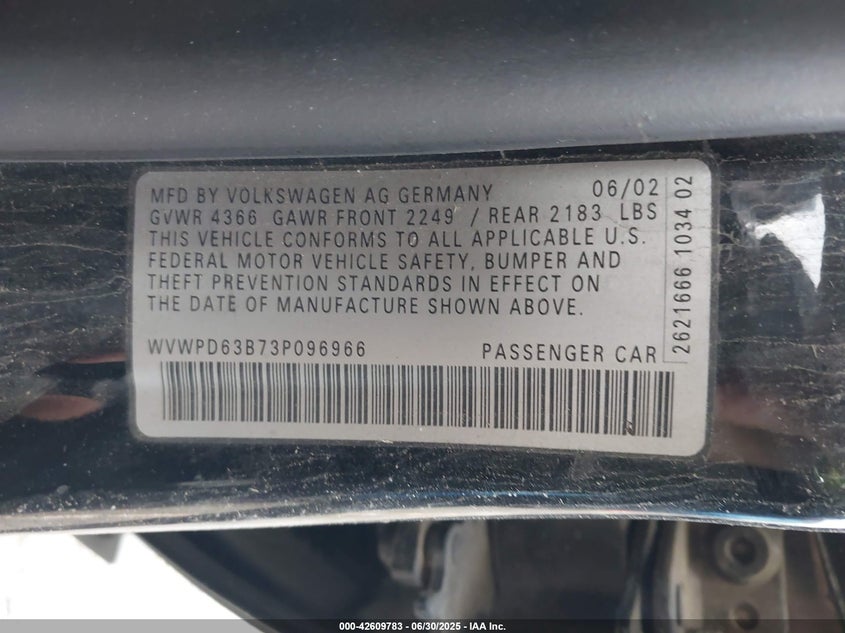 MFD BY VOLKSWAGEN AG GERMANY 06/02
GVWR 4366 GAWR FRONT 2249 / REAR 2183 LBS
THIS VEHICLE CONFORMS TO ALL APPLICABLE U.S.
FEDERAL MOTOR VEHICLE SAFETY, BUMPER AND
THEFT PREVENTION STANDARDS IN EFFECT ON
THE DATE OF MANUFACTURE SHOWN ABOVE.
WVWPD63B73P096966 PASSENGER CAR
2621666 1034 02
000-42609783 - 06/30/2025 - IAA Inc.